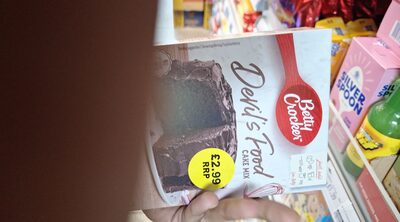 Betty
Crocker
Devil's Food
CAKE MIX
£2.99
RRP
SILVER
SPOON